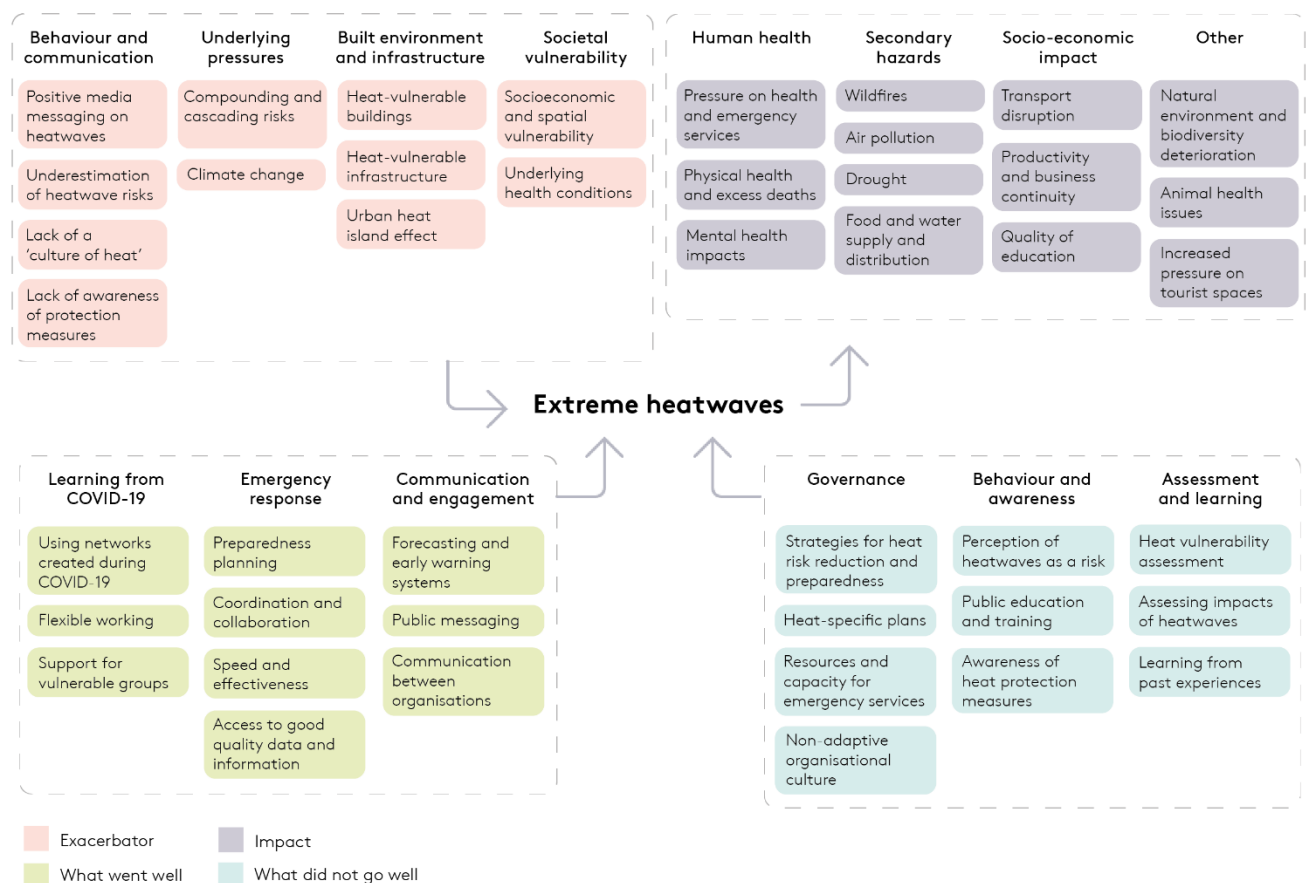 Behaviour and
communication
Positive media
messaging on
heatwaves
Underestimation
of heatwave risks
Lack of a
‘culture of heat’
Lack of awareness
of protection
measures
Underlying
pressures
Compounding and
cascading risks
Climate change
Built environment
and infrastructure
Heat-vulnerable
buildings
Heat-vulnerable
infrastructure
Urban heat
island effect
Societal
vulnerability
Socioeconomic
and spatial
vulnerability
Underlying
health conditions
Human health
Pressure on health
and emergency
services
Physical health
and excess deaths
Mental health
impacts
Secondary
hazards
Wildfires
Air pollution
Drought
Food and water
supply and
distribution
Socio-economic
impact
Transport
disruption
Productivity
and business
continuity
Quality of
education
Other
Natural
environment and
biodiversity
deterioration
Animal health
issues
Increased
pressure on
tourist spaces
Extreme heatwaves
Learning from
COVID-19
Using networks
created during
COVID-19
Flexible working
Support for
vulnerable groups
Emergency
response
Preparedness
planning
Coordination and
collaboration
Speed and
effectiveness
Access to good
quality data and
information
Communication
and engagement
Forecasting and
early warning
systems
Public messaging
Communication
between
organisations
Governance
Strategies for heat
risk reduction and
preparedness
Heat-specific plans
Resources and
capacity for
emergency services
Non-adaptive
organisational
culture
Behaviour and
awareness
Perception of
heatwaves as a risk
Public education
and training
Awareness of
heat protection
measures
Assessment
and learning
Heat vulnerability
assessment
Assessing impacts
of heatwaves
Learning from
past experiences
Exacerbator
Impact
What went well
What did not go well